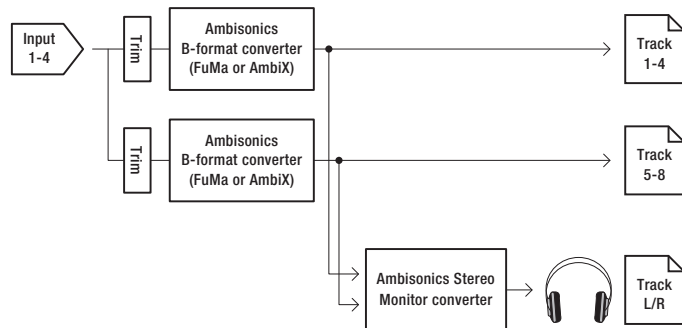 Input
1-4
Trim
Ambisonics
B-format converter
(FuMa or AmbiX)
Track
1-4
Trim
Ambisonics
B-format converter
(FuMa or AmbiX)
Track
5-8
Ambisonics Stereo
Monitor converter
Track
L/R